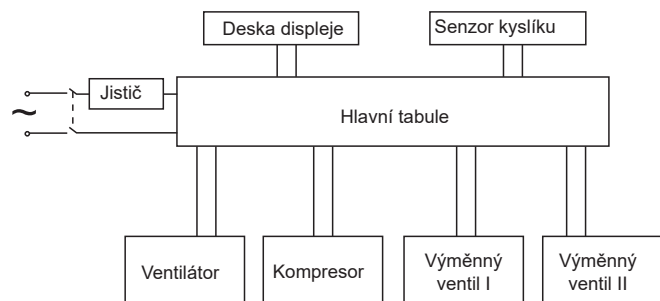 Deska displeje
Senzor kyslíku
Jistič
~
Hlavní tabule
Ventilátor
Kompresor
Výměnný
ventil I
Výměnný
ventil II